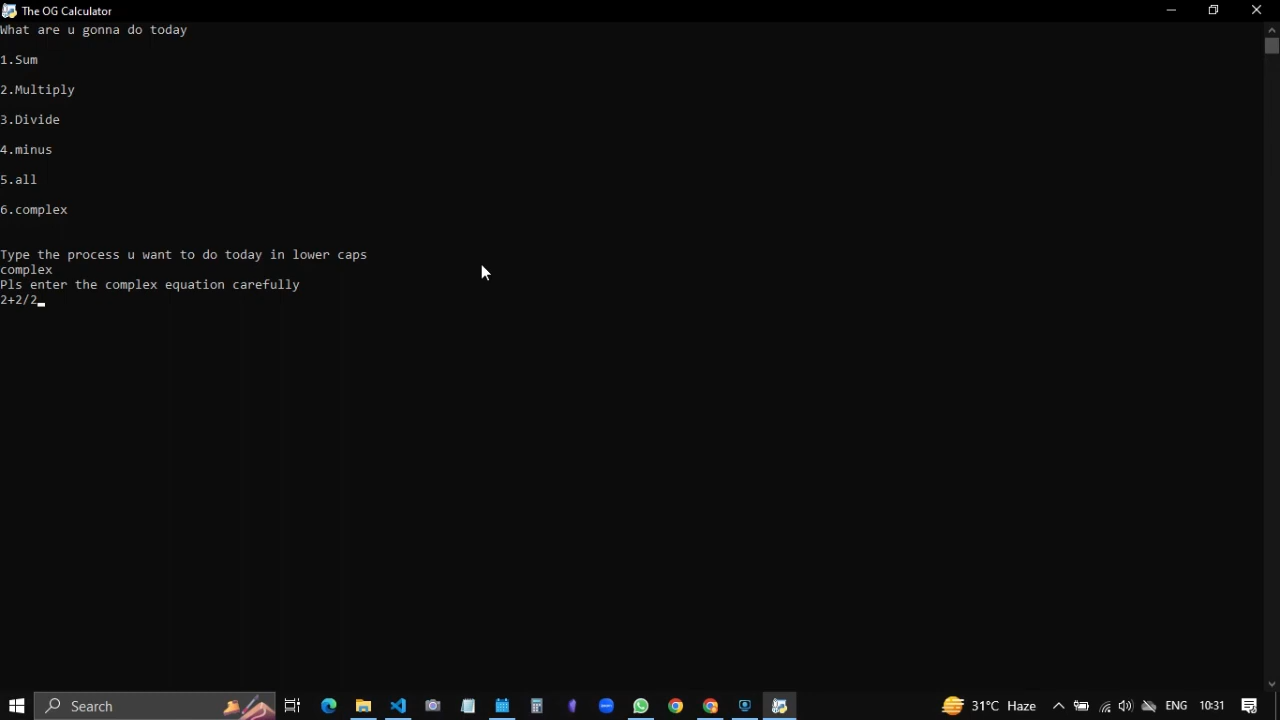 The OG Calculator
What are u gonna do today
1.Sum
2.Multiply
3.Divide
4.minus
5.all
6.complex
Type the process u want to do today in lower caps
complex
Pls enter the complex equation carefully
2+2/2
Search
31°C Haze
ENG
10:31